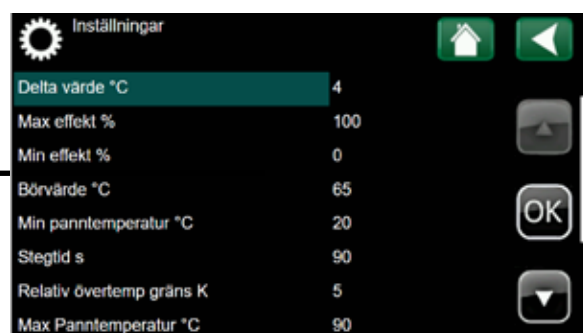 Inställningar
Delta värde °C 4
Max effekt % 100
Min effekt % 0
Börvärde °C 65
Min panntemperatur °C 20
Stegtid s 90
Relativ övertemp gräns K 5
Max Panntemperatur °C 90
OK